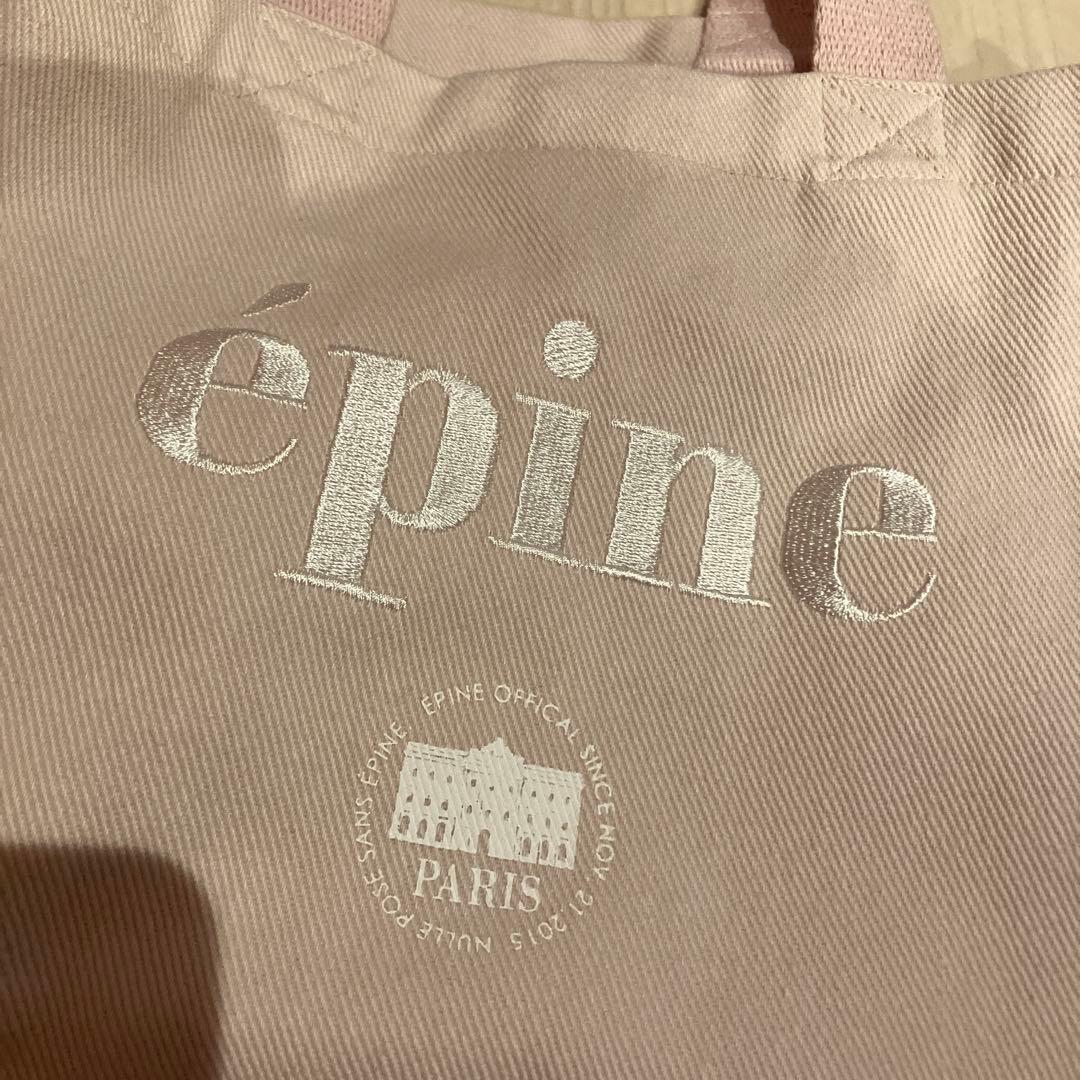 épine
ÉPINE OFFICAL SINCE NOV 21.2015 NULLE POSE SANS ÉPINE.
PARIS